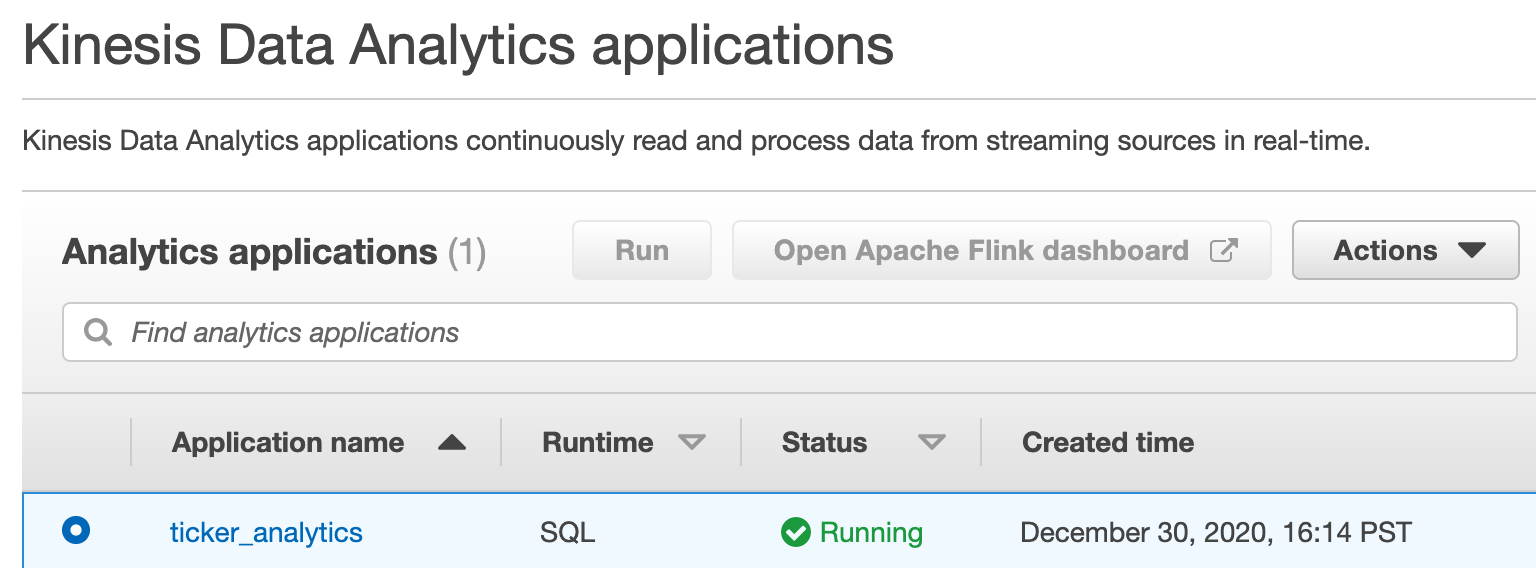 Kinesis Data Analytics applications
Kinesis Data Analytics applications continuously read and process data from streaming sources in real-time.
Analytics applications (1) Run Open Apache Flink dashboard Actions
Find analytics applications
Application name Runtime Status Created time
ticker_analytics SQL Running December 30, 2020, 16:14 PST